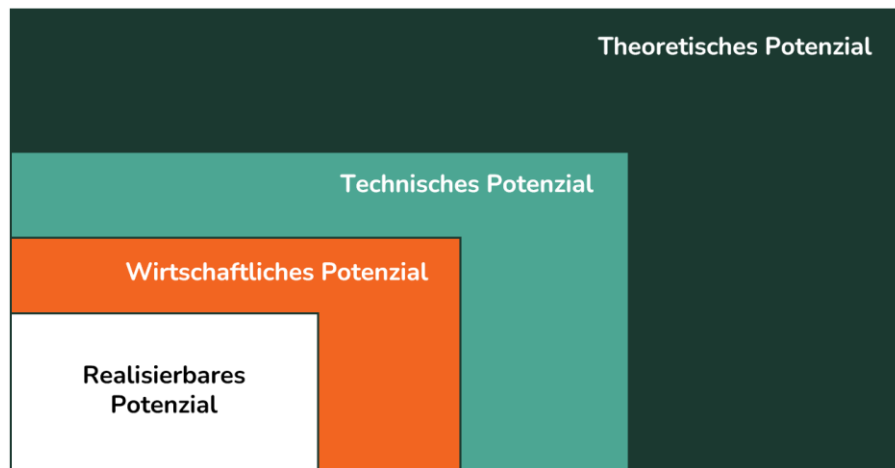 Theoretisches Potenzial
Technisches Potenzial
Wirtschaftliches Potenzial
Realisierbares
Potenzial